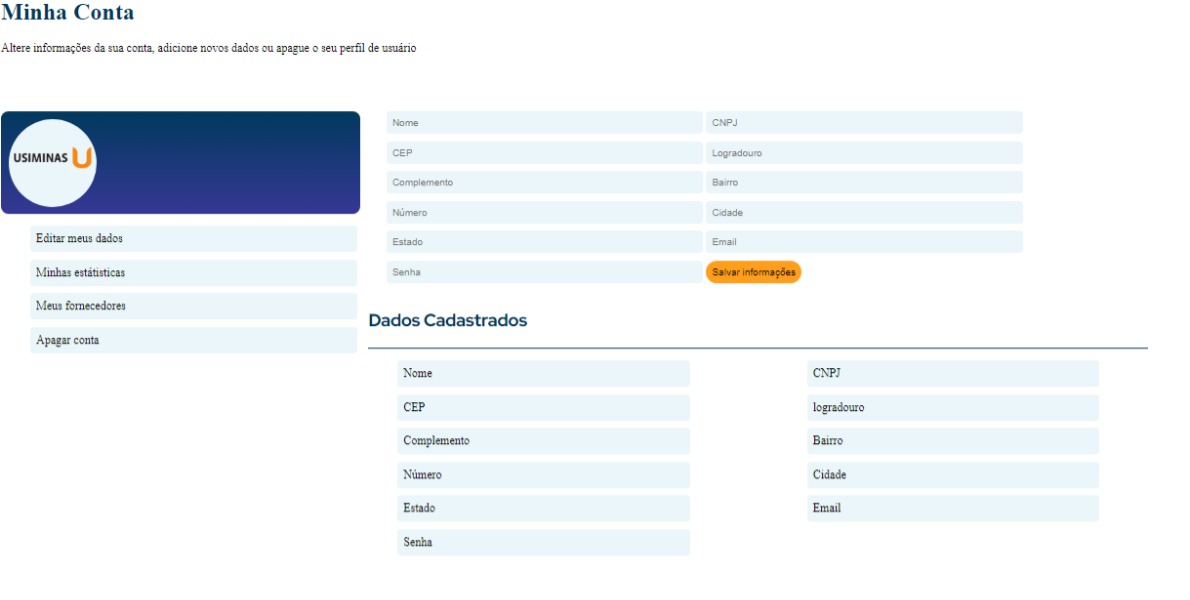 Minha Conta
Altere informações da sua conta, adicione novos dados ou apague o seu perfil de usuário
USIMINAS
Editar meus dados
Minhas estátisticas
Meus fornecedores
Apagar conta
Nome CNPJ
CEP Logradouro
Complemento Bairro
Número Cidade
Estado Email
Senha Salvar informações
Dados Cadastrados
Nome CNPJ
CEP logradouro
Complemento Bairro
Número Cidade
Estado Email
Senha